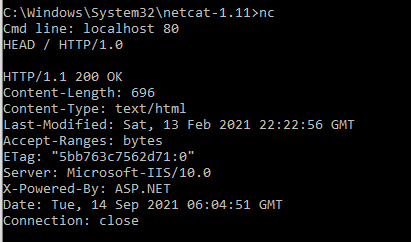 C:\Windows\System32\netcat-1.11>nc
Cmd line: localhost 80
HEAD / HTTP/1.0
HTTP/1.1 200 OK
Content-Length: 696
Content-Type: text/html
Last-Modified: Sat, 13 Feb 2021 22:22:56 GMT
Accept-Ranges: bytes
ETag: "5bb763c7562d71:0"
Server: Microsoft-IIS/10.0
X-Powered-By: ASP.NET
Date: Tue, 14 Sep 2021 06:04:51 GMT
Connection: close